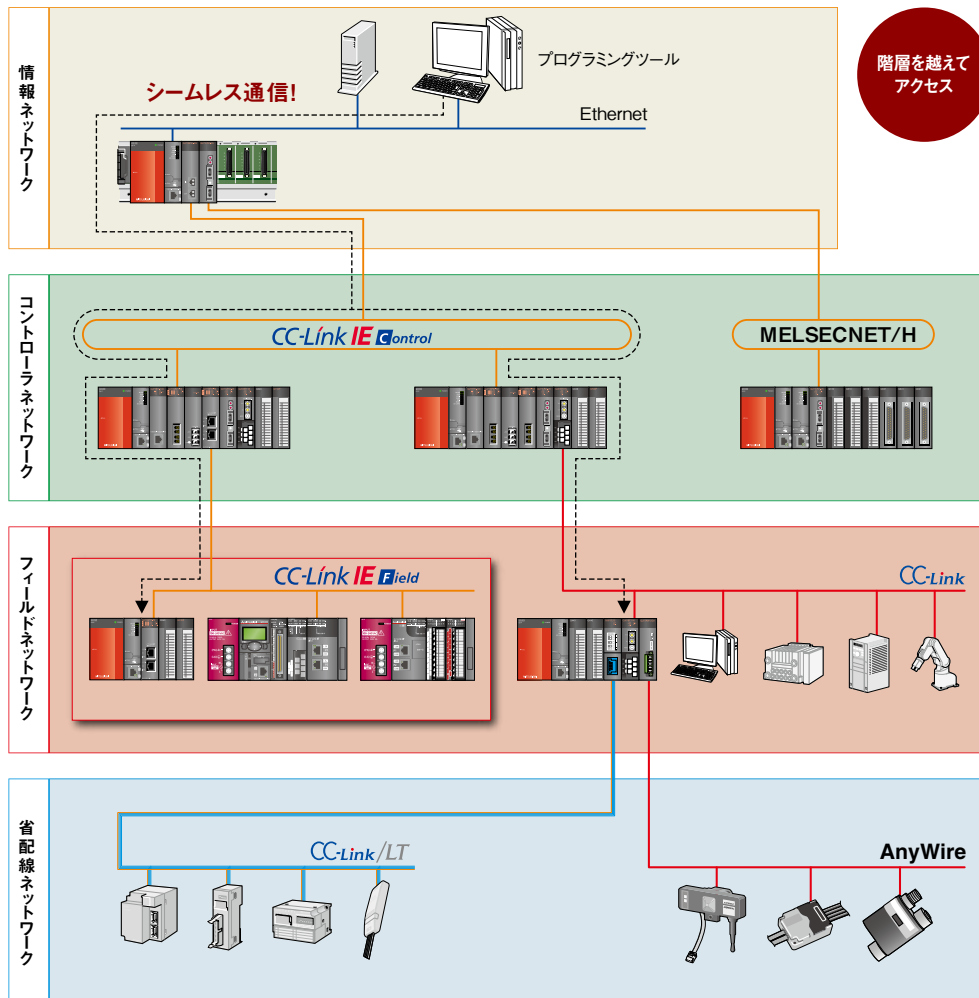 情報ネットワーク
シームレス通信!
プログラミングツール
階層を越えて
アクセス
Ethernet
コントローラネットワーク
CC-Link IE Control
MELSECNET/H
フィールドネットワーク
CC-Link IE Field
CC-Link
省配線ネットワーク
CC-Link/LT
AnyWire